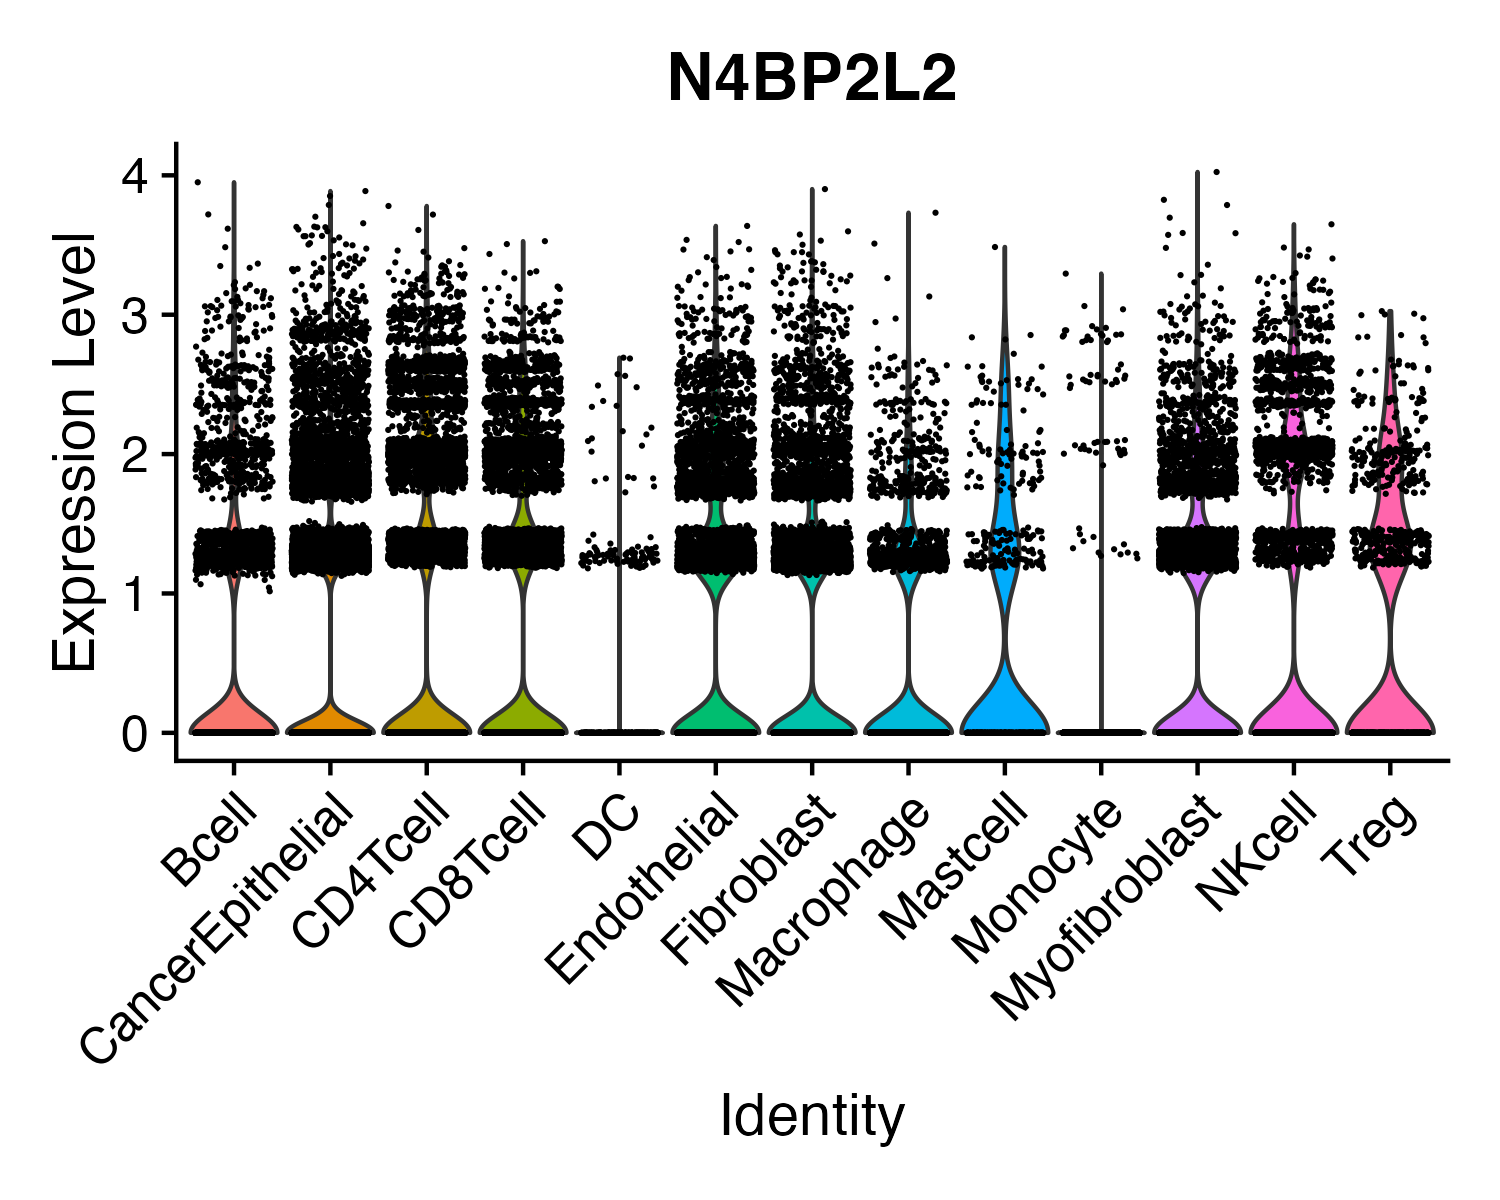 N4BP2L2
Expression Level
4
3
2
1
0
Bcell
CancerEpithelial
CD4Tcell
CD8Tcell
DC
Endothelial
Fibroblast
Macrophage
Mastcell
Monocyte
Myofibroblast
NKcell
Treg
Identity